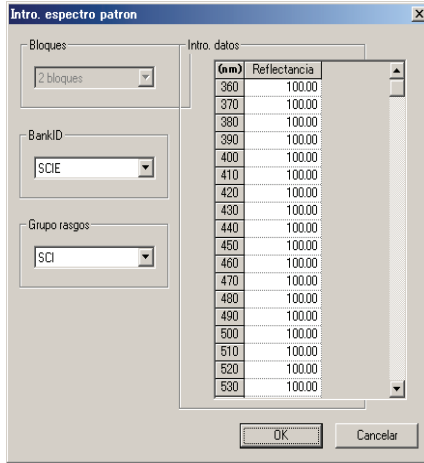 Intro. espectro patron
Bloques
2 bloques
BankID
SCIE
Grupo rasgos
SCI
Intro. datos
(nm) Reflectancia
360 100.00
370 100.00
380 100.00
390 100.00
400 100.00
410 100.00
420 100.00
430 100.00
440 100.00
450 100.00
460 100.00
470 100.00
480 100.00
490 100.00
500 100.00
510 100.00
520 100.00
530 100.00
OK Cancelar